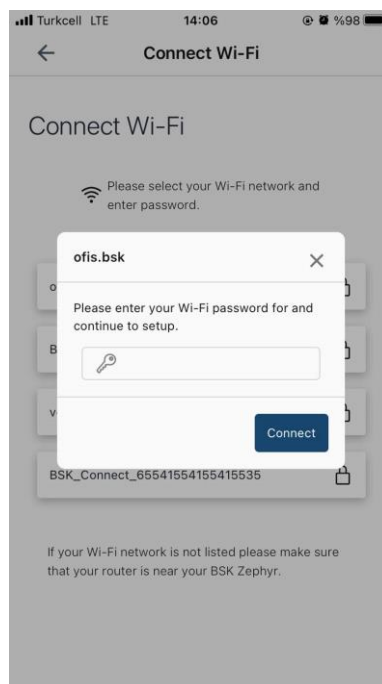 Turkcell LTE 14:06 %98
Connect Wi-Fi
Connect Wi-Fi
Please select your Wi-Fi network and
enter password.
ofis.bsk
o
Please enter your Wi-Fi password for and
continue to setup.
B
v
Connect
BSK_Connect_65541554155415535
If your Wi-Fi network is not listed please make sure
that your router is near your BSK Zephyr.